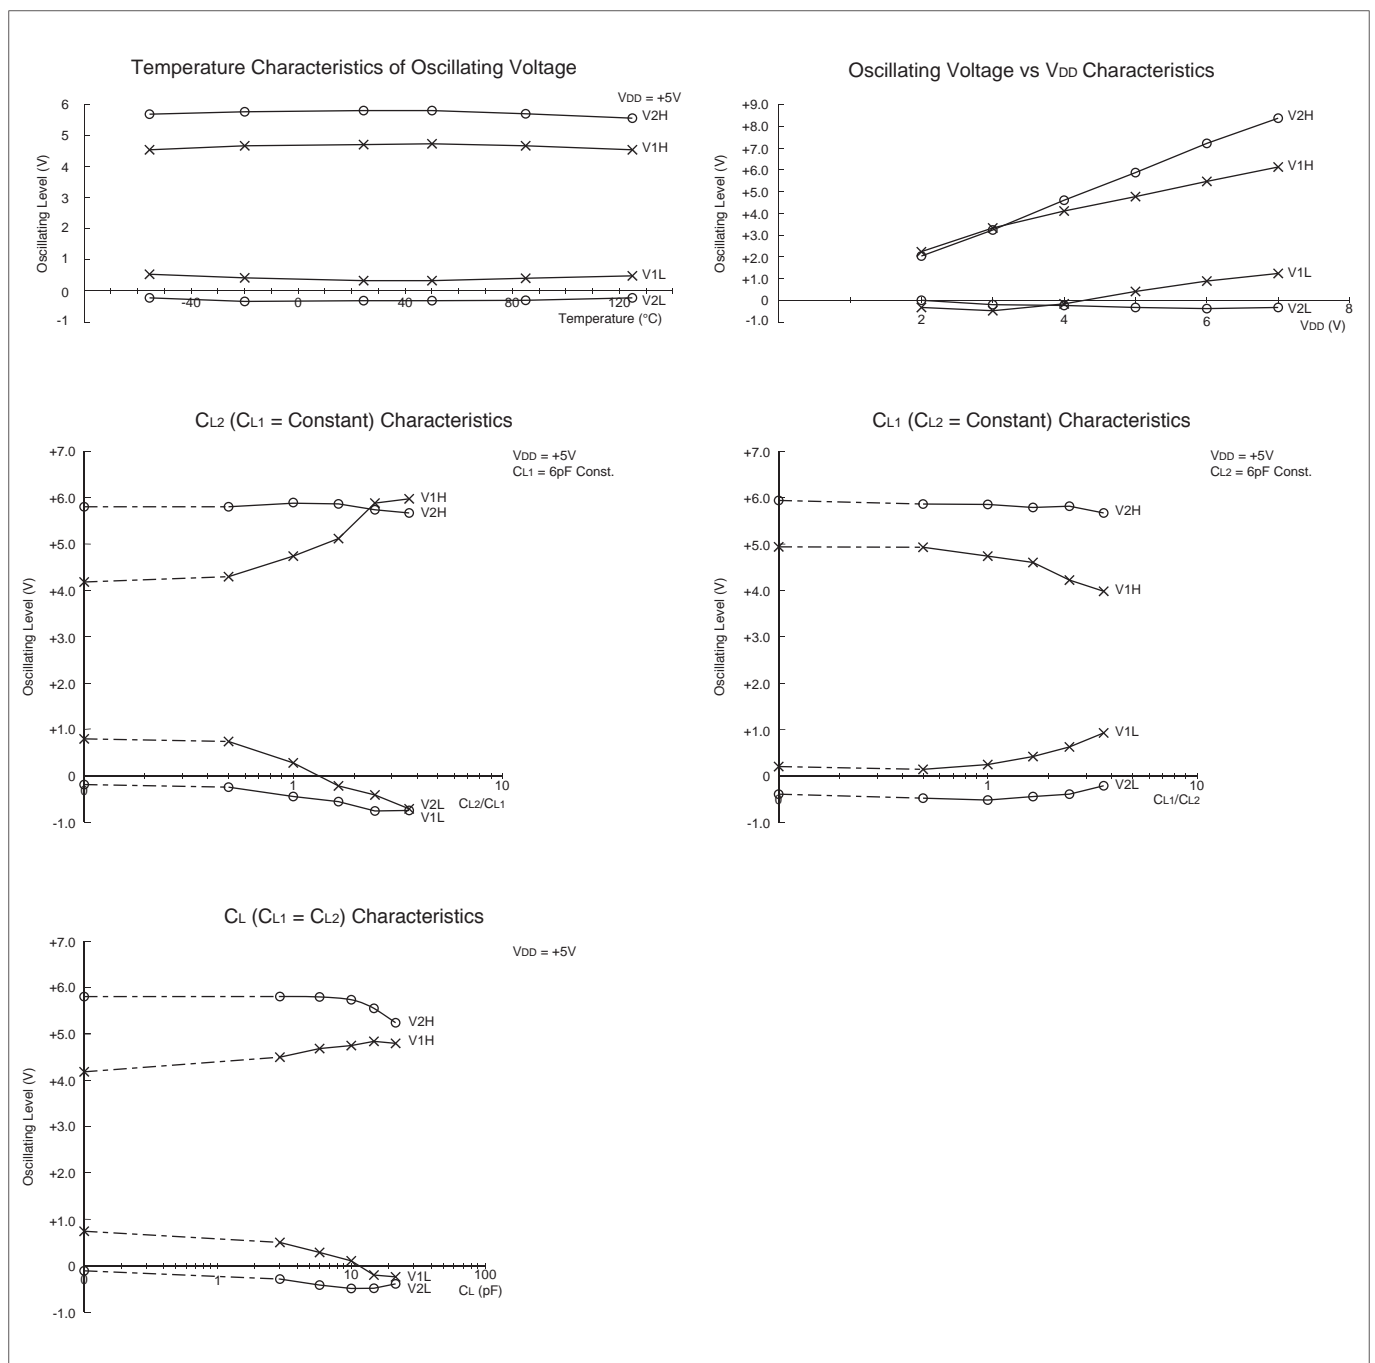 Temperature Characteristics of Oscillating Voltage
VDD = +5V
6
5
4
3
2
1
0
-1
Oscillating Level (V)
V2H
V1H
V1L
V2L
-40 0 40 80 120
Temperature (°C)
Oscillating Voltage vs VDD Characteristics
+9.0
+8.0
+7.0
+6.0
+5.0
+4.0
+3.0
+2.0
+1.0
0
-1.0
Oscillating Level (V)
V2H
V1H
V1L
V2L
2 4 6 8
VDD (V)
CL2 (CL1 = Constant) Characteristics
VDD = +5V
CL1 = 6pF Const.
+7.0
+6.0
+5.0
+4.0
+3.0
+2.0
+1.0
0
-1.0
Oscillating Level (V)
V1H
V2H
V2L
V1L
0 1 10
CL2/CL1
CL1 (CL2 = Constant) Characteristics
VDD = +5V
CL2 = 6pF Const.
+7.0
+6.0
+5.0
+4.0
+3.0
+2.0
+1.0
0
-1.0
Oscillating Level (V)
V2H
V1H
V1L
V2L
0 1 10
CL1/CL2
CL (CL1 = CL2) Characteristics
VDD = +5V
+7.0
+6.0
+5.0
+4.0
+3.0
+2.0
+1.0
0
-1.0
Oscillating Level (V)
V2H
V1H
V1L
V2L
0 1 10 100
CL (pF)